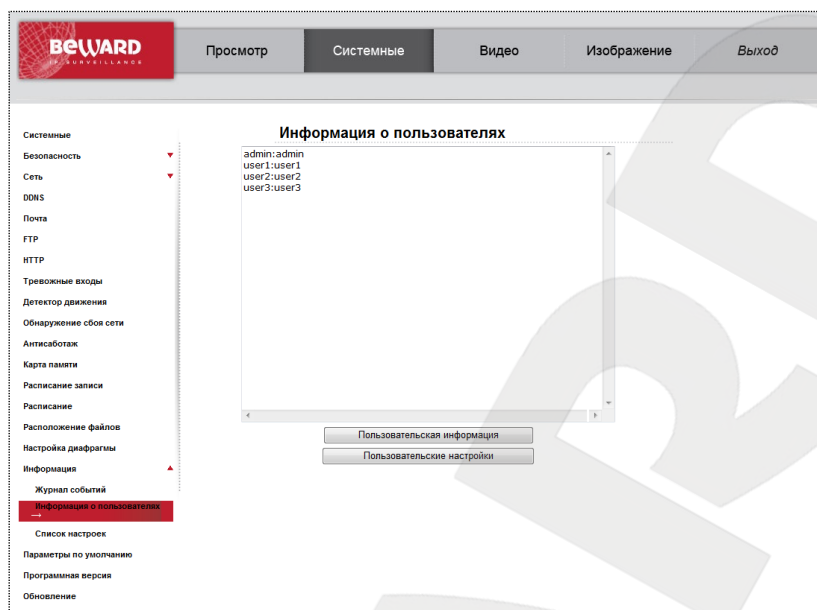 BEWARD
IP SURVEILLANCE
Просмотр
Системные
Видео
Изображение
Выход
Системные
Безопасность
Сеть
DDNS
Почта
FTP
HTTP
Тревожные входы
Детектор движения
Обнаружение сбоя сети
Антисаботаж
Карта памяти
Расписание записи
Расписание
Расположение файлов
Настройка диафрагмы
Информация
Журнал событий
Информация о пользователях
Список настроек
Параметры по умолчанию
Программная версия
Обновление
Информация о пользователях
admin:admin
user1:user1
user2:user2
user3:user3
Пользовательская информация
Пользовательские настройки